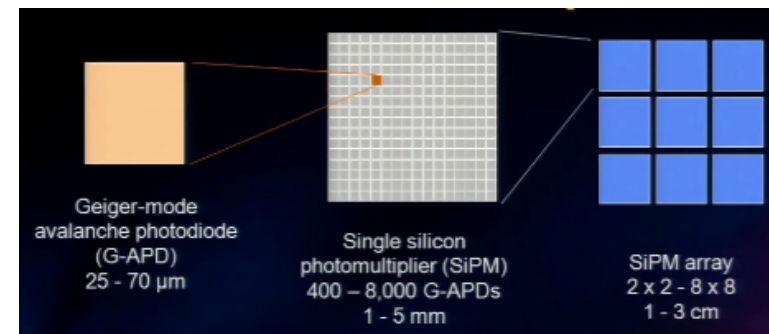 Geiger-mode
avalanche photodiode
(G-APD)
25 - 70 μm
Single silicon
photomultiplier (SiPM)
400 – 8,000 G-APDs
1 - 5 mm
SiPM array
2 x 2 - 8 x 8
1 - 3 cm